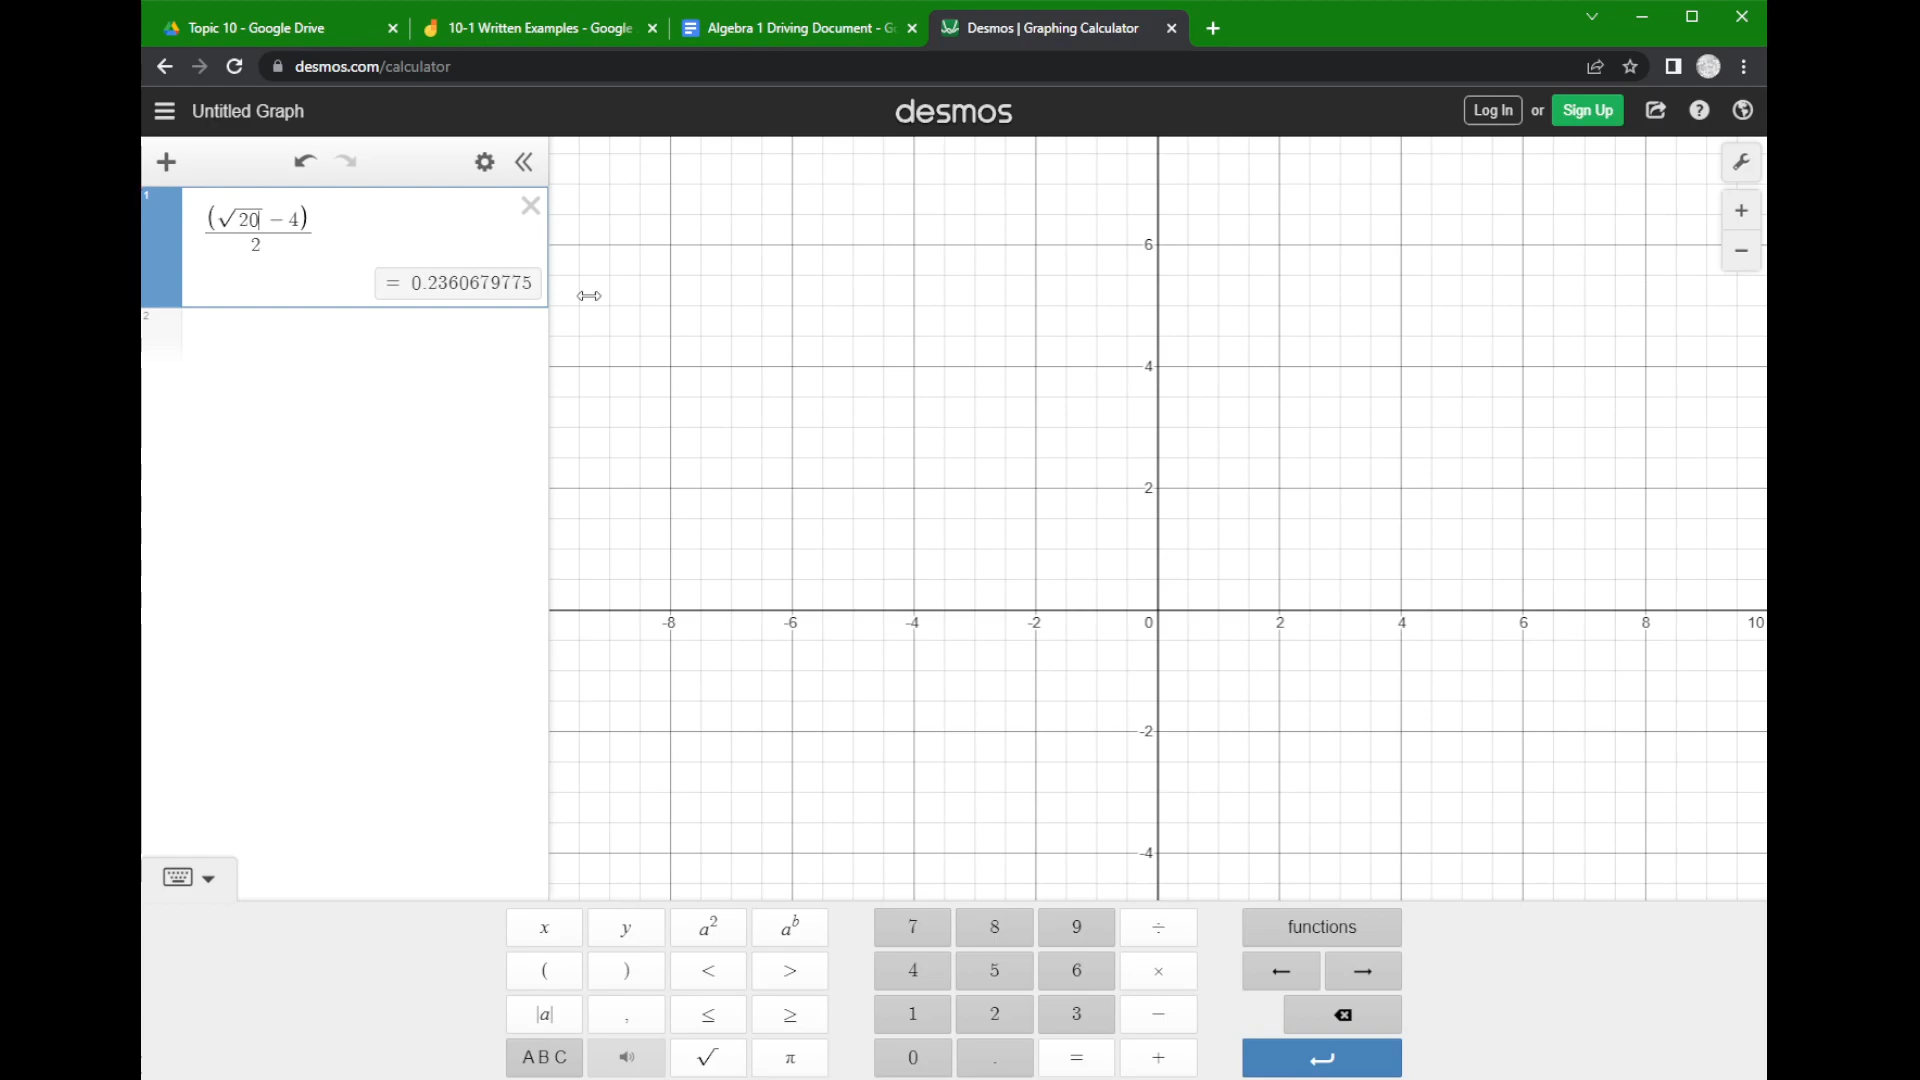 Topic 10 - Google Drive
10-1 Written Examples - Google
Algebra 1 Driving Document - G
Desmos | Graphing Calculator
desmos.com/calculator
Untitled Graph
desmos
Log In or Sign Up
1
(√20 − 4)
2
= 0.2360679775
2
6
4
2
-8 -6 -4 -2 0 2 4 6 8 10
-2
-4
x y a² aᵇ 7 8 9 ÷ functions
( ) < > 4 5 6 × ← →
|a| , ≤ ≥ 1 2 3 −
A B C √ π 0 . = +